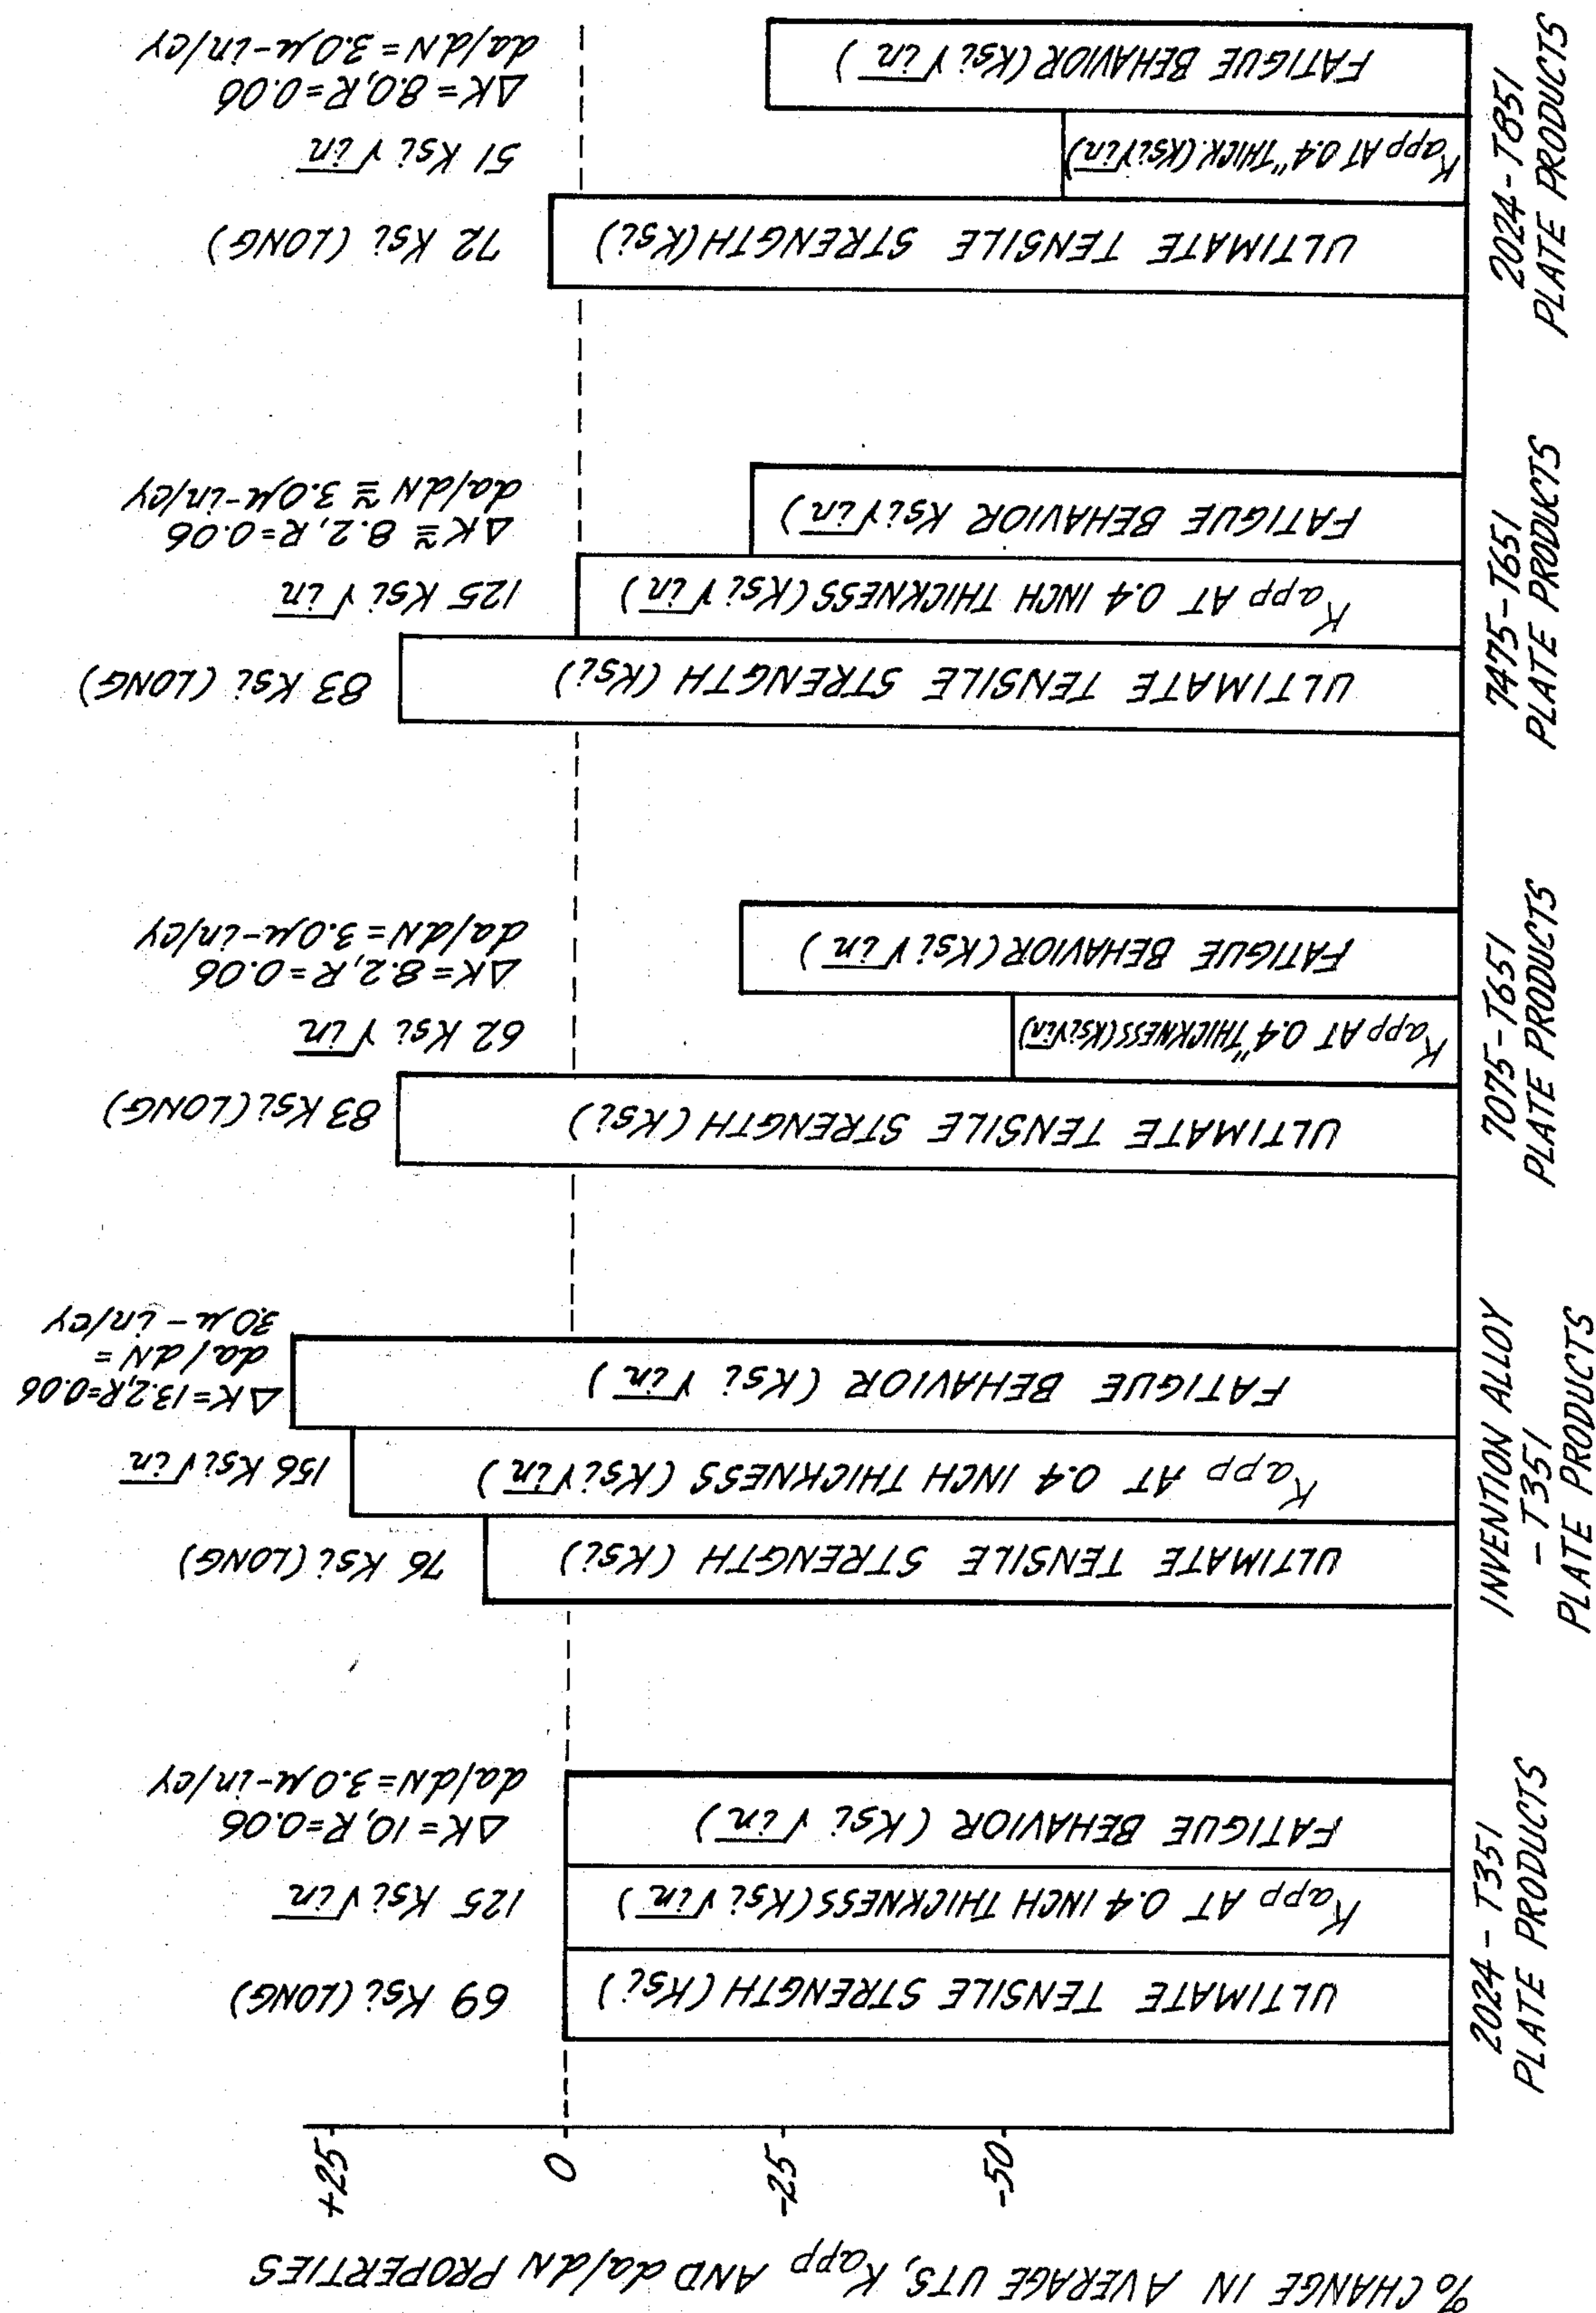 % CHANGE IN AVERAGE UTS, Kapp AND da/dN PROPERTIES
+25
0
-25
-50
69 Ksi (LONG)
ULTIMATE TENSILE STRENGTH (Ksi)
125 Ksi √in
Kapp AT 0.4 INCH THICKNESS (Ksi √in)
ΔK = 10, R = 0.06
da/dN = 3.0 μ-in/cy
FATIGUE BEHAVIOR (Ksi √in)
2024 - T351
PLATE PRODUCTS
76 Ksi (LONG)
ULTIMATE TENSILE STRENGTH (Ksi)
156 Ksi √in
Kapp AT 0.4 INCH THICKNESS (Ksi √in)
ΔK = 13.2, R = 0.06
da/dN =
3.0 μ - in/cy
FATIGUE BEHAVIOR (Ksi √in)
INVENTION ALLOY
- T351
PLATE PRODUCTS
83 Ksi (LONG)
ULTIMATE TENSILE STRENGTH (Ksi)
62 Ksi √in
Kapp AT 0.4" THICKNESS (Ksi √in)
ΔK = 8.2, R = 0.06
da/dN = 3.0 μ-in/cy
FATIGUE BEHAVIOR (Ksi √in)
7075 - T651
PLATE PRODUCTS
83 Ksi (LONG)
ULTIMATE TENSILE STRENGTH (Ksi)
125 Ksi √in
Kapp AT 0.4 INCH THICKNESS (Ksi √in)
ΔK ≅ 8.2, R = 0.06
da/dN ≅ 3.0 μ-in/cy
FATIGUE BEHAVIOR Ksi √in)
7475 - T651
PLATE PRODUCTS
72 Ksi (LONG)
ULTIMATE TENSILE STRENGTH (Ksi)
51 Ksi √in
Kapp AT 0.4" THICK (Ksi √in)
ΔK = 8.0, R = 0.06
da/dN = 3.0 μ-in/cy
FATIGUE BEHAVIOR (Ksi √in)
2024 - T851
PLATE PRODUCTS